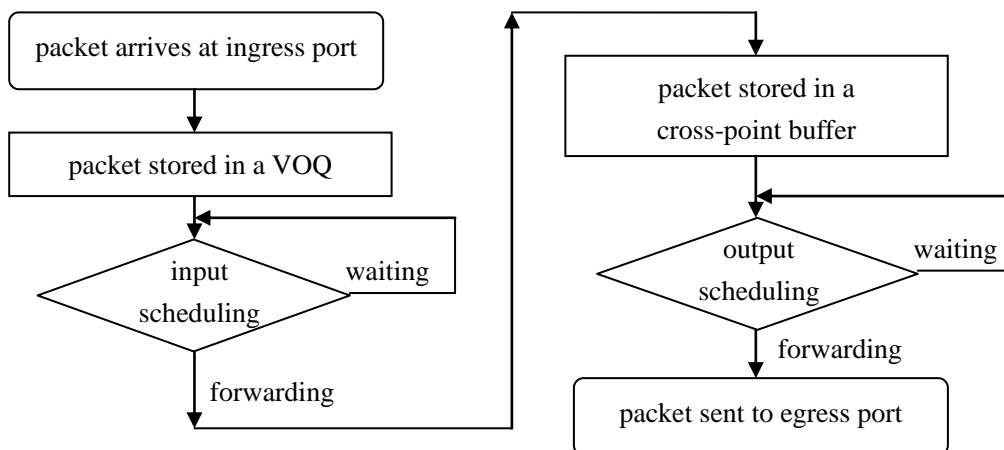 packet arrives at ingress port
packet stored in a VOQ
input
scheduling
waiting
forwarding
packet stored in a
cross-point buffer
output
scheduling
waiting
forwarding
packet sent to egress port